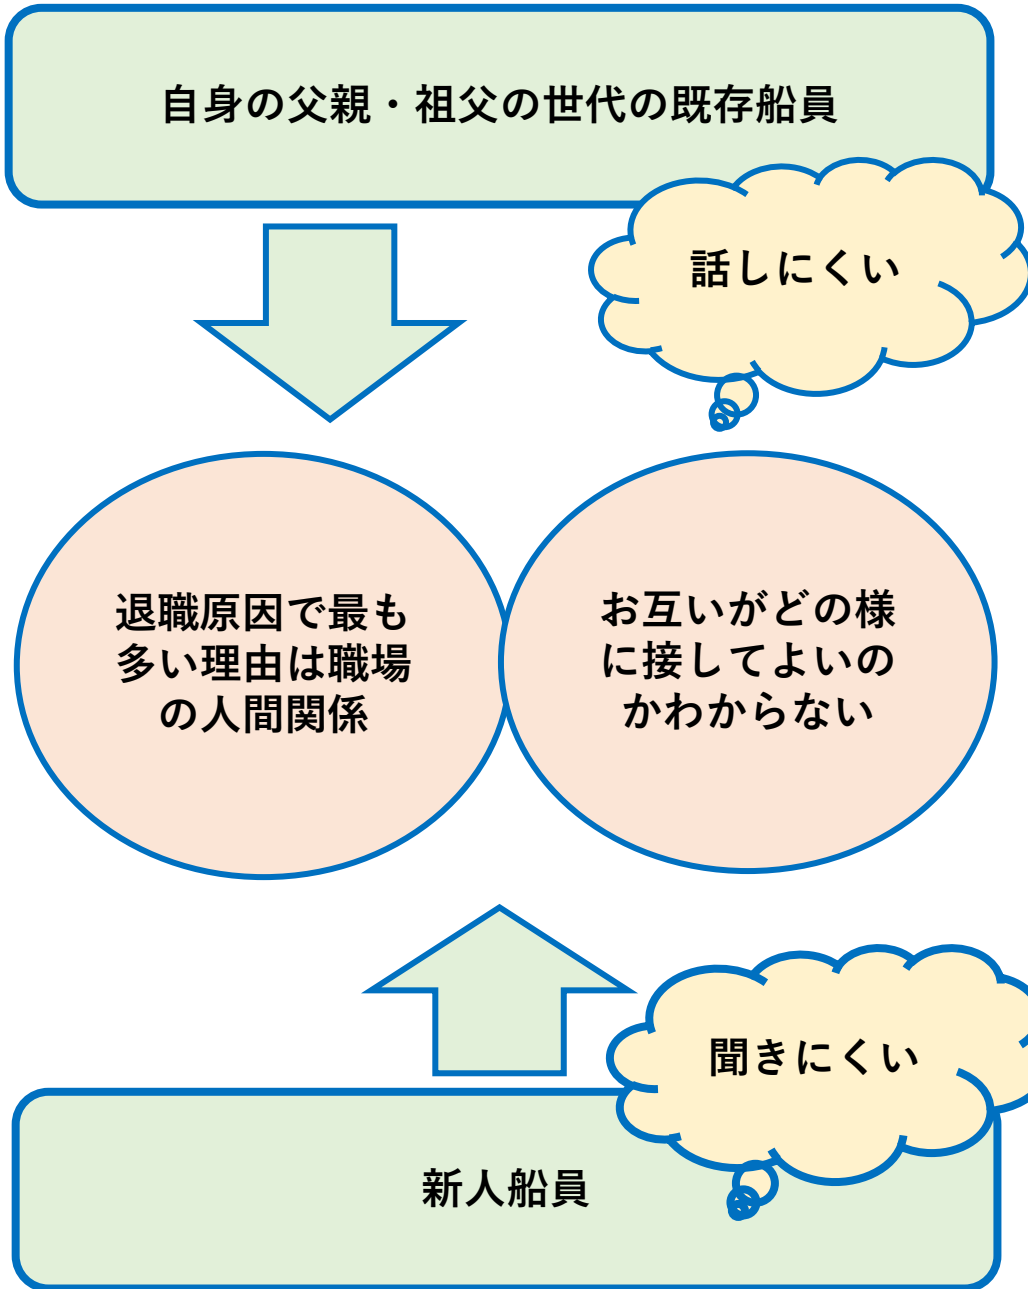 自身の父親・祖父の世代の既存船員
話しにくい
退職原因で最も
多い理由は職場
の人間関係
お互いがどの様
に接してよいの
かわからない
聞きにくい
新人船員